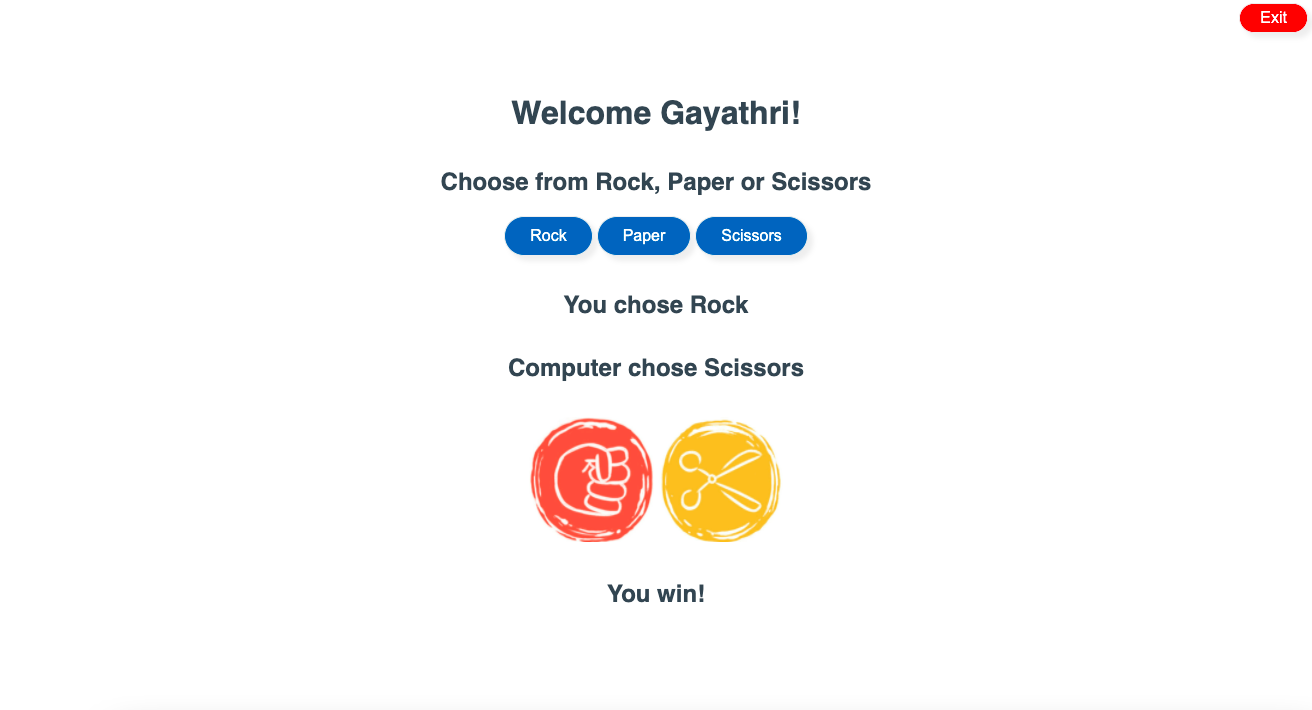 Exit
Welcome Gayathri!
Choose from Rock, Paper or Scissors
Rock Paper Scissors
You chose Rock
Computer chose Scissors
You win!